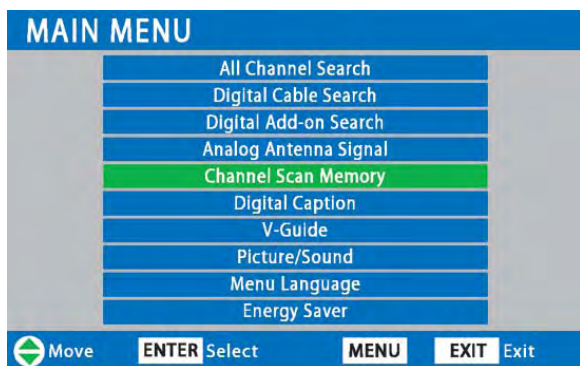 MAIN MENU
All Channel Search
Digital Cable Search
Digital Add-on Search
Analog Antenna Signal
Channel Scan Memory
Digital Caption
V-Guide
Picture/Sound
Menu Language
Energy Saver
Move ENTER Select MENU EXIT Exit